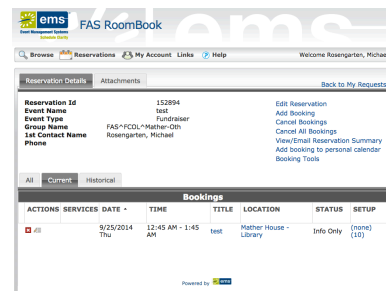 ems
Event Management Systems
FAS RoomBook
Browse Reservations My Account Links Help Welcome Rosengarten, Michae
Reservation Details Attachments Back to My Requests
Reservation Id 152894
Event Name test
Event Type Fundraiser
Group Name FAS^FCOL^Mather-Oth
1st Contact Name Rosengarten, Michael
Phone
Edit Reservation
Add Booking
Cancel Bookings
Cancel All Bookings
View/Email Reservation Summary
Add booking to personal calendar
Booking Tools
All Current Historical
Bookings
ACTIONS SERVICES DATE TIME TITLE LOCATION STATUS SETUP
9/25/2014 Thu
12:45 AM - 1:45 AM
test
Mather House - Library
Info Only
(none) (10)
Powered by ems